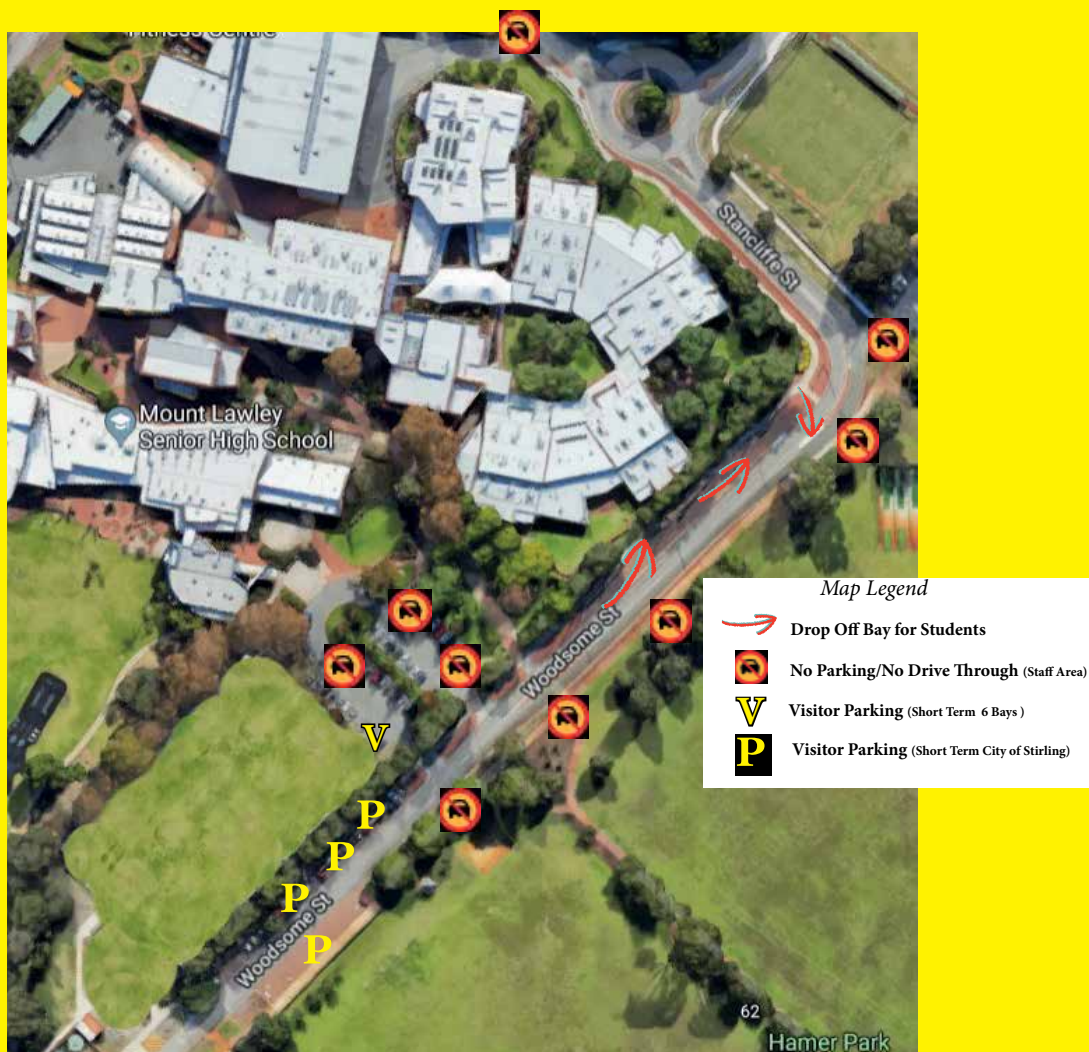 Fitness Centre
Stancliffe St
Mount Lawley
Senior High School
Woodsome St
Map Legend
Drop Off Bay for Students
No Parking/No Drive Through (Staff Area)
V Visitor Parking (Short Term 6 Bays )
P Visitor Parking (Short Term City of Stirling)
V
P
P
P
P
Woodsome St
62
Hamer Park